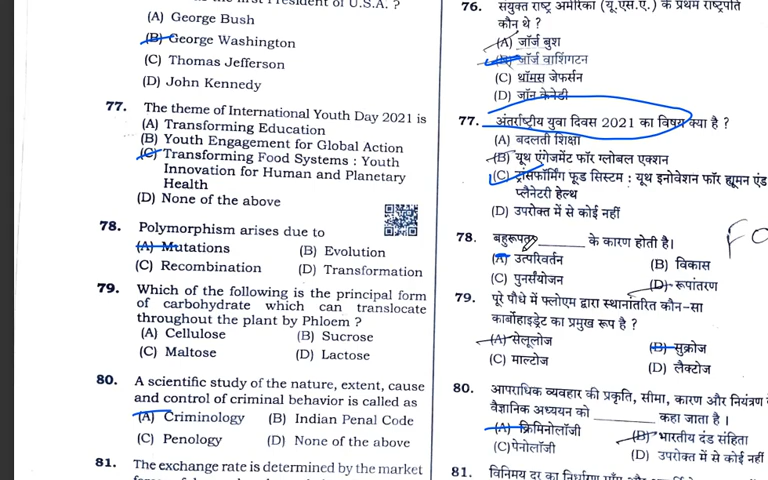 President of U.S.A. ?
(A) George Bush
(B) George Washington
(C) Thomas Jefferson
(D) John Kennedy
77. The theme of International Youth Day 2021 is
(A) Transforming Education
(B) Youth Engagement for Global Action
(C) Transforming Food Systems : Youth
Innovation for Human and Planetary
Health
(D) None of the above
78. Polymorphism arises due to
(A) Mutations (B) Evolution
(C) Recombination (D) Transformation
79. Which of the following is the principal form
of carbohydrate which can translocate
throughout the plant by Phloem ?
(A) Cellulose (B) Sucrose
(C) Maltose (D) Lactose
80. A scientific study of the nature, extent, cause
and control of criminal behavior is called as
(A) Criminology (B) Indian Penal Code
(C) Penology (D) None of the above
81. The exchange rate is determined by the market
76. संयुक्त राष्ट्र अमेरिका (यू.एस.ए.) के प्रथम राष्ट्रपति
कौन थे ?
(A) जॉर्ज बुश
(B) जॉर्ज वाशिंगटन
(C) थॉमस जेफर्सन
(D) जॉन केनेडी
77. अंतर्राष्ट्रीय युवा दिवस 2021 का विषय क्या है ?
(A) बदलती शिक्षा
(B) यूथ एंगेजमेंट फॉर ग्लोबल एक्शन
(C) ट्रांसफॉर्मिंग फूड सिस्टम : यूथ इनोवेशन फॉर ह्यूमन एंड
प्लैनेटरी हेल्थ
(D) उपरोक्त में से कोई नहीं
78. बहुरूपता ______ के कारण होती है।
(A) उत्परिवर्तन (B) विकास
(C) पुनर्संयोजन (D) रूपांतरण
79. पूरे पौधे में फ्लोएम द्वारा स्थानांतरित कौन-सा
कार्बोहाइड्रेट का प्रमुख रूप है ?
(A) सेलूलोज (B) सुक्रोज
(C) माल्टोज (D) लैक्टोज
80. आपराधिक व्यवहार की प्रकृति, सीमा, कारण और नियंत्रण
वैज्ञानिक अध्ययन को ________ कहा जाता है ।
(A) क्रिमिनोलॉजी (B) भारतीय दंड संहिता
(C) पेनोलॉजी (D) उपरोक्त में से कोई नहीं
81. विनिमय दर का